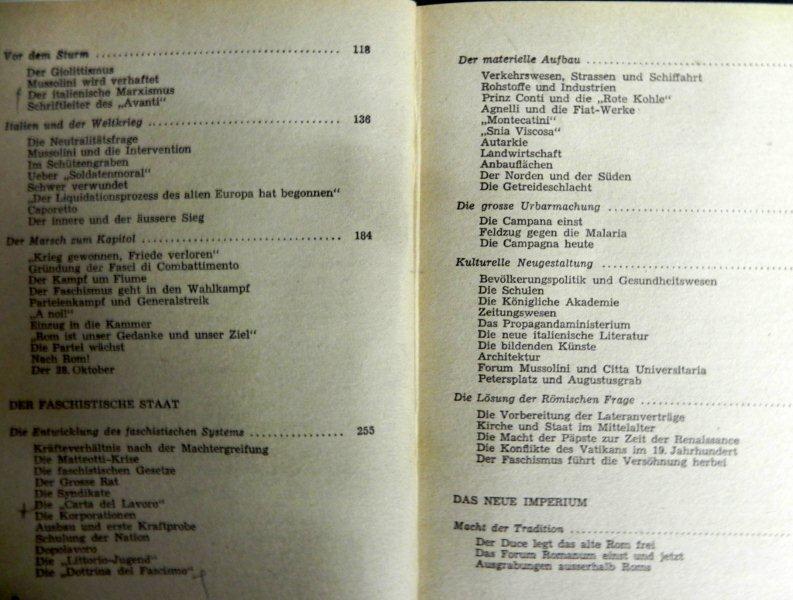 Vor dem Sturm .......... 118
Der Giolittismus
Mussolini wird verhaftet
Der italienische Marxismus
Schriftleiter des „Avanti“
Italien und der Weltkrieg .......... 136
Die Neutralitätsfrage
Mussolini und die Intervention
Im Schützengraben
Ueber „Soldatenmoral“
Schwer verwundet
„Der Liquidationsprozess des alten Europa hat begonnen“
Caporetto
Der innere und der äussere Sieg
Der Marsch zum Kapitol .......... 184
„Krieg gewonnen, Friede verloren“
Gründung der Fasci di Combattimento
Der Kampf um Fiume
Der Faschismus geht in den Wahlkampf
Parteienkampf und Generalstreik
„A noi!“
Einzug in die Kammer
„Rom ist unser Gedanke und unser Ziel“
Die Partei wächst
Nach Rom!
Der 28. Oktober
DER FASCHISTISCHE STAAT
Die Entwicklung des faschistischen Systems .......... 255
Kräfteverhältnis nach der Machtergreifung
Die Matteotti-Krise
Die faschistischen Gesetze
Der Grosse Rat
Die Syndikate
Die „Carta del Lavoro“
Die Korporationen
Ausbau und erste Kraftprobe
Schulung der Nation
Dopolavoro
Die „Littorio-Jugend“
Die „Dottrina del Fascismo“
Der materielle Aufbau ..........
Verkehrswesen, Strassen und Schiffahrt
Rohstoffe und Industrien
Prinz Conti und die „Rote Kohle“
Agnelli und die Fiat-Werke
„Montecatini“
„Snia Viscosa“
Autarkie
Landwirtschaft
Anbauflächen
Der Norden und der Süden
Die Getreideschlacht
Die grosse Urbarmachung ..........
Die Campana einst
Feldzug gegen die Malaria
Die Campagna heute
Kulturelle Neugestaltung ..........
Bevölkerungspolitik und Gesundheitswesen
Die Schulen
Die Königliche Akademie
Zeitungswesen
Das Propagandaministerium
Die neue italienische Literatur
Die bildenden Künste
Architektur
Forum Mussolini und Citta Universitaria
Petersplatz und Augustusgrab
Die Lösung der Römischen Frage ..........
Die Vorbereitung der Lateranverträge
Kirche und Staat im Mittelalter
Die Macht der Päpste zur Zeit der Renaissance
Die Konflikte des Vatikans im 19. Jahrhundert
Der Faschismus führt die Versöhnung herbei
DAS NEUE IMPERIUM
Macht der Tradition ..........
Der Duce legt das alte Rom frei
Das Forum Romanum einst und jetzt
Ausgrabungen ausserhalb Roms